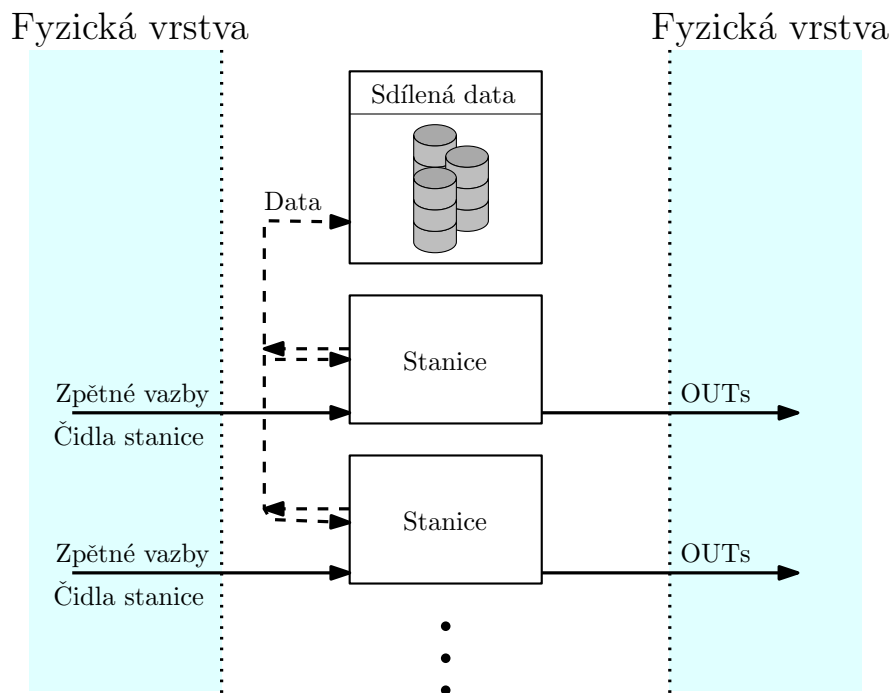 Fyzická vrstva
Fyzická vrstva
Sdílená data
Data
Stanice
Zpětné vazby
OUTs
Čidla stanice
Stanice
Zpětné vazby
OUTs
Čidla stanice